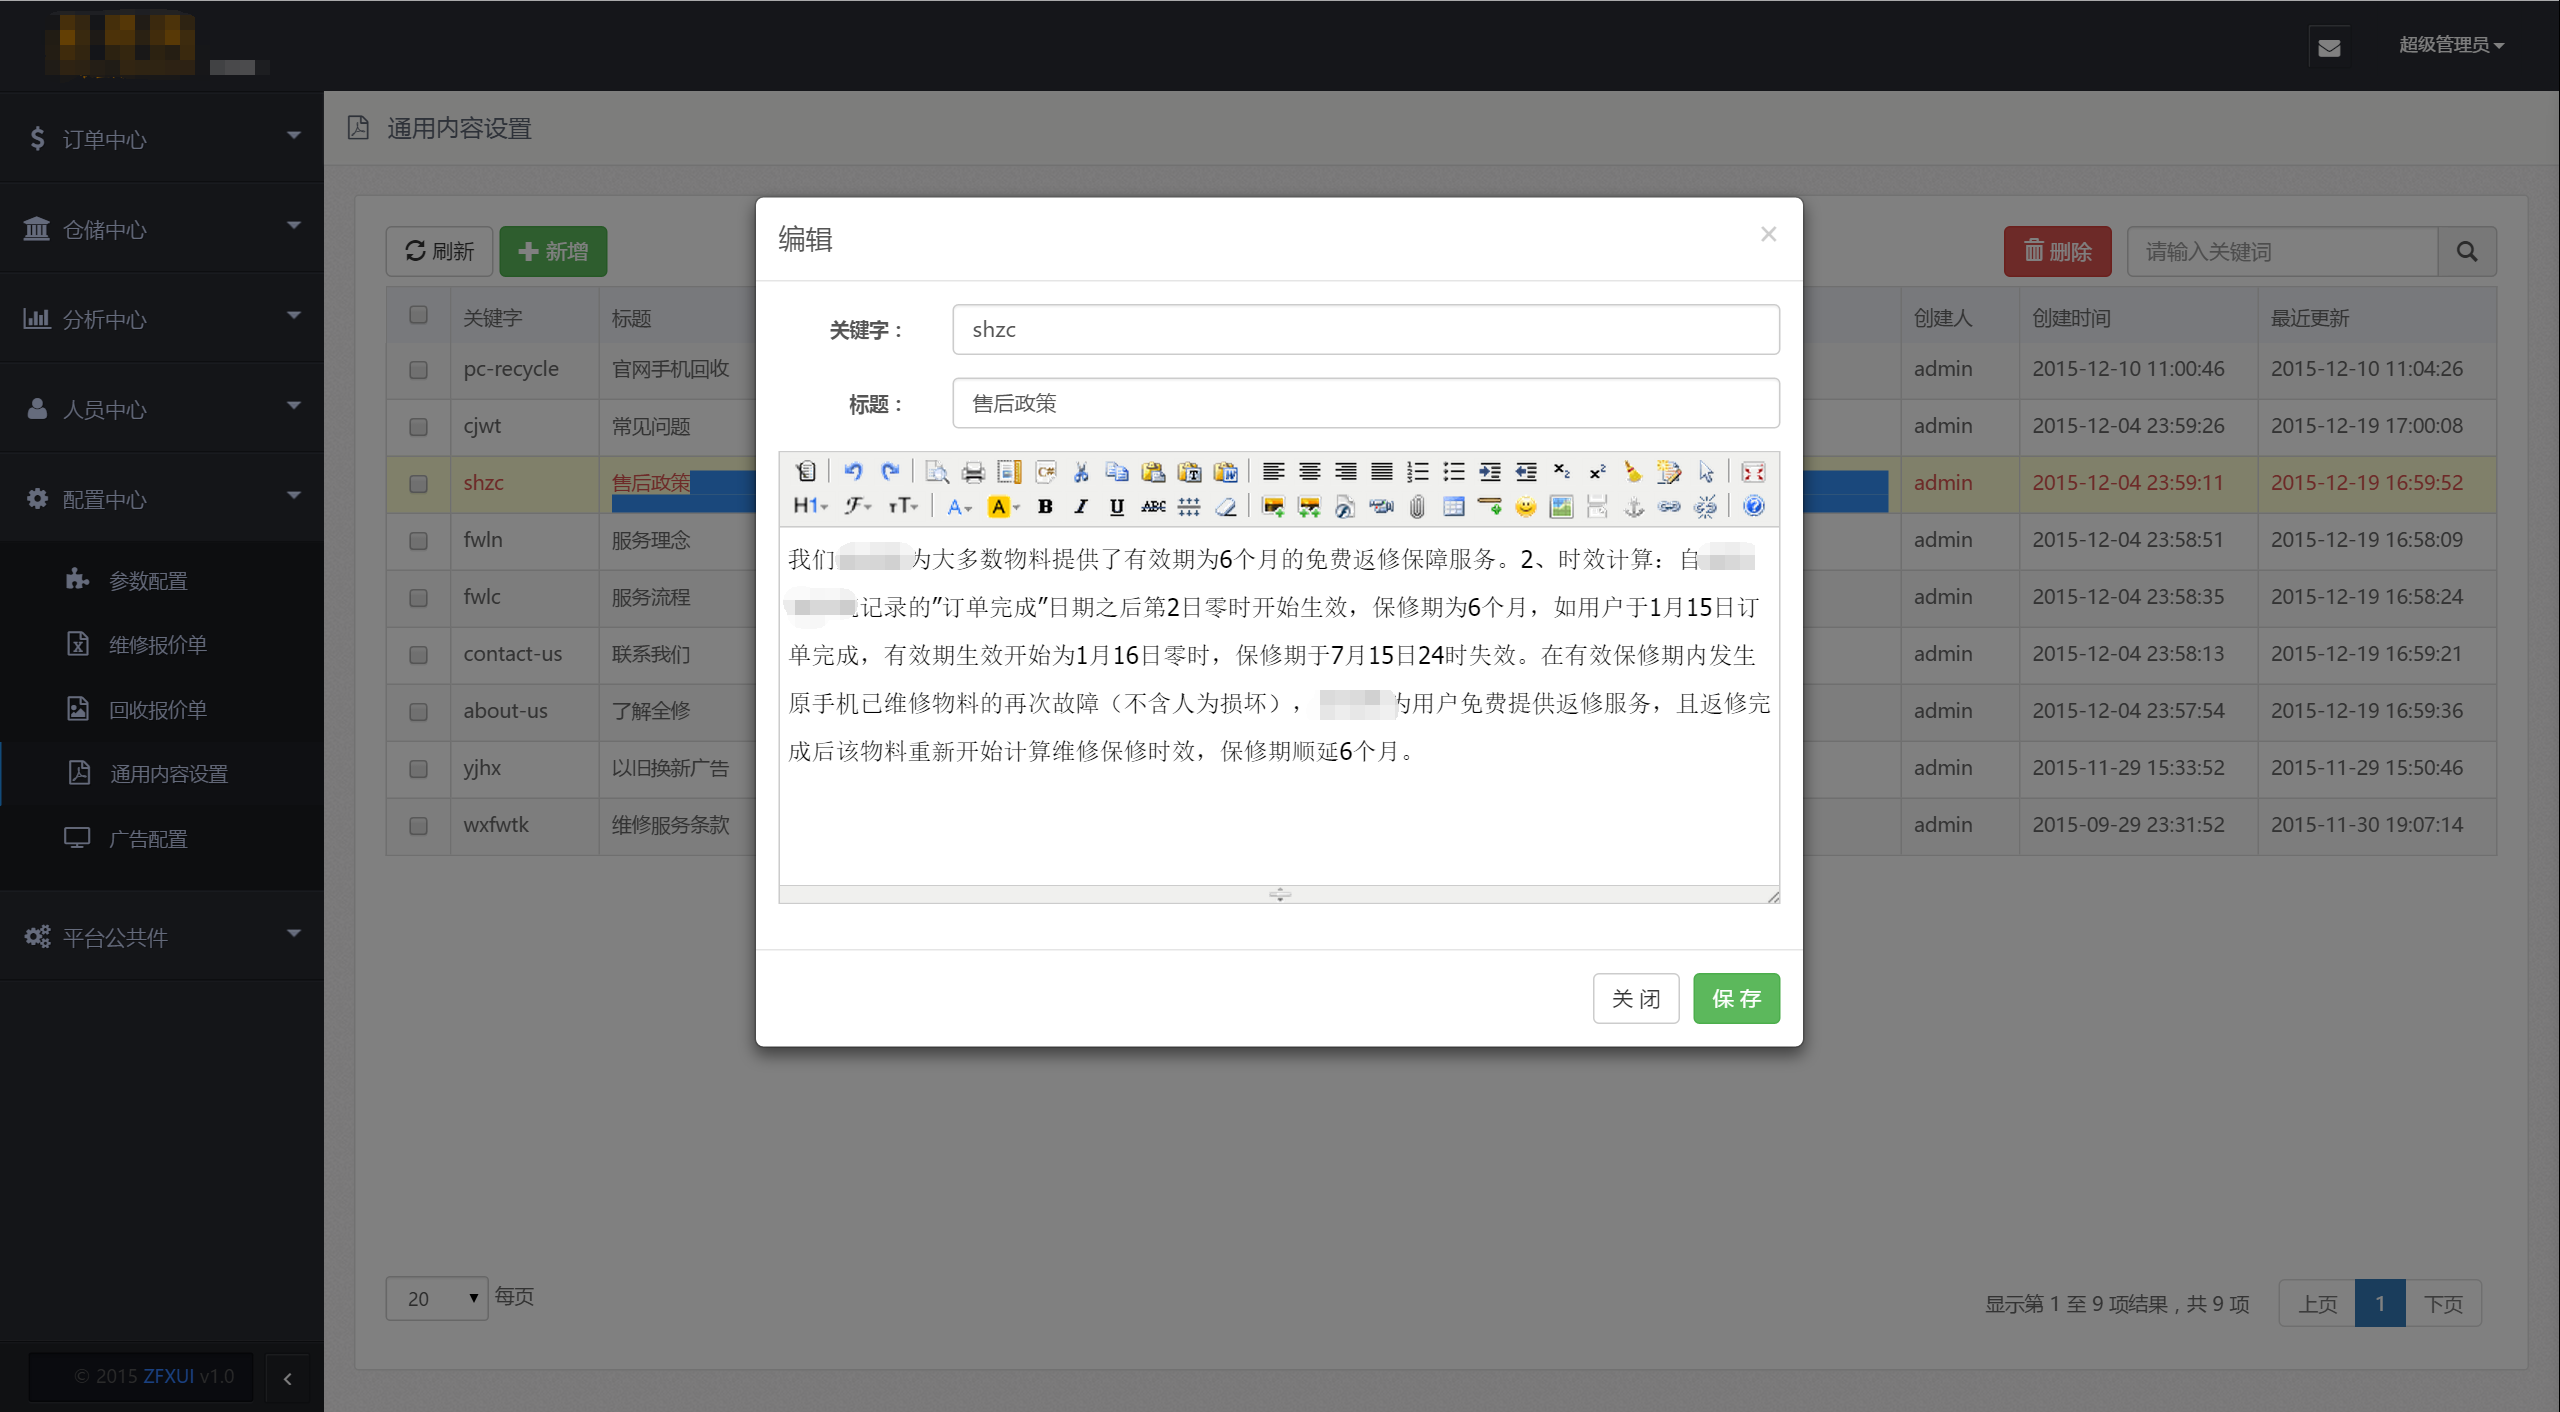 超级管理员
订单中心
仓储中心
分析中心
人员中心
配置中心
参数配置
维修报价单
回收报价单
通用内容设置
广告配置
平台公共件
© 2015 ZFXUI v1.0
通用内容设置
刷新
新增
删除
请输入关键词
关键字 标题 创建人 创建时间 最近更新
pc-recycle 官网手机回收 admin 2015-12-10 11:00:46 2015-12-10 11:04:26
cjwt 常见问题 admin 2015-12-04 23:59:26 2015-12-19 17:00:08
shzc 售后政策 admin 2015-12-04 23:59:11 2015-12-19 16:59:52
fwln 服务理念 admin 2015-12-04 23:58:51 2015-12-19 16:58:09
fwlc 服务流程 admin 2015-12-04 23:58:35 2015-12-19 16:58:24
contact-us 联系我们 admin 2015-12-04 23:58:13 2015-12-19 16:59:21
about-us 了解全修 admin 2015-12-04 23:57:54 2015-12-19 16:59:36
yjhx 以旧换新广告 admin 2015-11-29 15:33:52 2015-11-29 15:50:46
wxfwtk 维修服务条款 admin 2015-09-29 23:31:52 2015-11-30 19:07:14
编辑
×
关键字： shzc
标题： 售后政策
我们 为大多数物料提供了有效期为6个月的免费返修保障服务。2、时效计算：自
记录的"订单完成"日期之后第2日零时开始生效，保修期为6个月，如用户于1月15日订
单完成，有效期生效开始为1月16日零时，保修期于7月15日24时失效。在有效保修期内发生
原手机已维修物料的再次故障（不含人为损坏）， 为用户免费提供返修服务，且返修完
成后该物料重新开始计算维修保修时效，保修期顺延6个月。
关 闭
保 存
20 每页
显示第 1 至 9 项结果，共 9 项
上页 1 下页